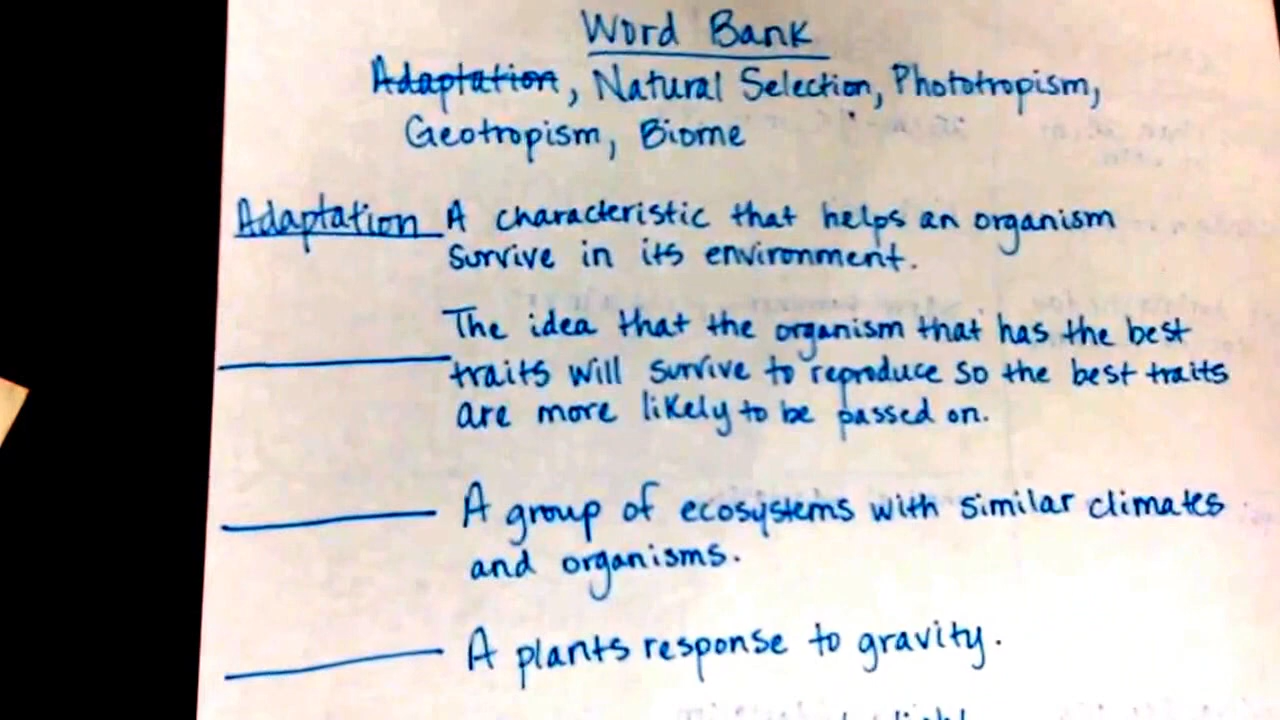 Word Bank
Adaptation, Natural Selection, Phototropism,
Geotropism, Biome
Adaptation A characteristic that helps an organism
survive in its environment.
The idea that the organism that has the best
traits will survive to reproduce so the best traits
are more likely to be passed on.
A group of ecosystems with similar climates
and organisms.
A plants response to gravity.